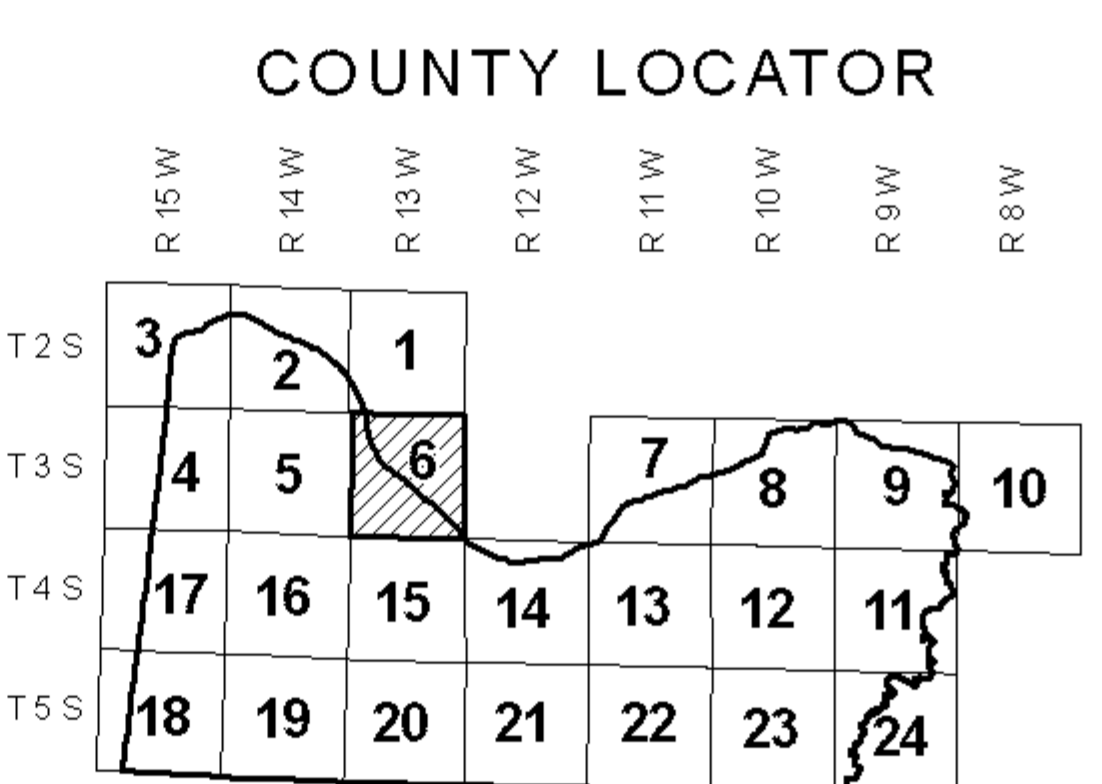 COUNTY LOCATOR
R 15 W R 14 W R 13 W R 12 W R 11 W R 10 W R 9 W R 8 W
T 2 S 3 2 1
T 3 S 4 5 6 7 8 9 10
T 4 S 17 16 15 14 13 12 11
T 5 S 18 19 20 21 22 23 24